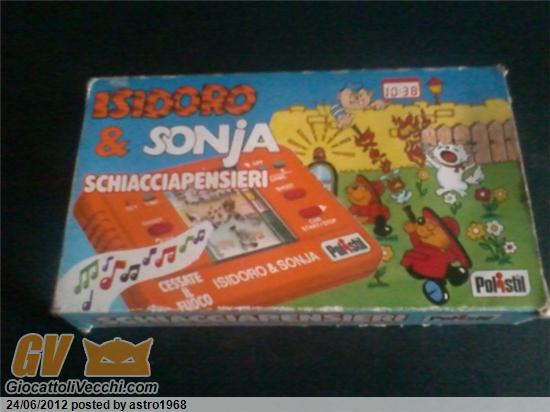 ISIDORO
& SONJA
SCHIACCIAPENSIERI
10:38
CESSATE
IL
FUOCO
ISIDORO & SONJA
Polistil
Polistil
SCHIACCIAPENSIERI
Polistil
GV
GiocattoliVecchi.com
24/06/2012 posted by astro1968